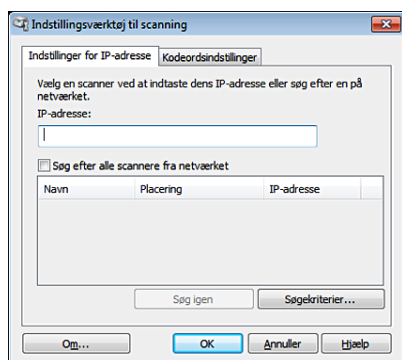 Indstillingsværktøj til scanning
Indstillinger for IP-adresse Kodeordsindstillinger
Vælg en scanner ved at indtaste dens IP-adresse eller søg efter en på
netværket.
IP-adresse:
Søg efter alle scannere fra netværket
Navn Placering IP-adresse
Søg igen Søgekriterier...
Om... OK Annuller Hjælp